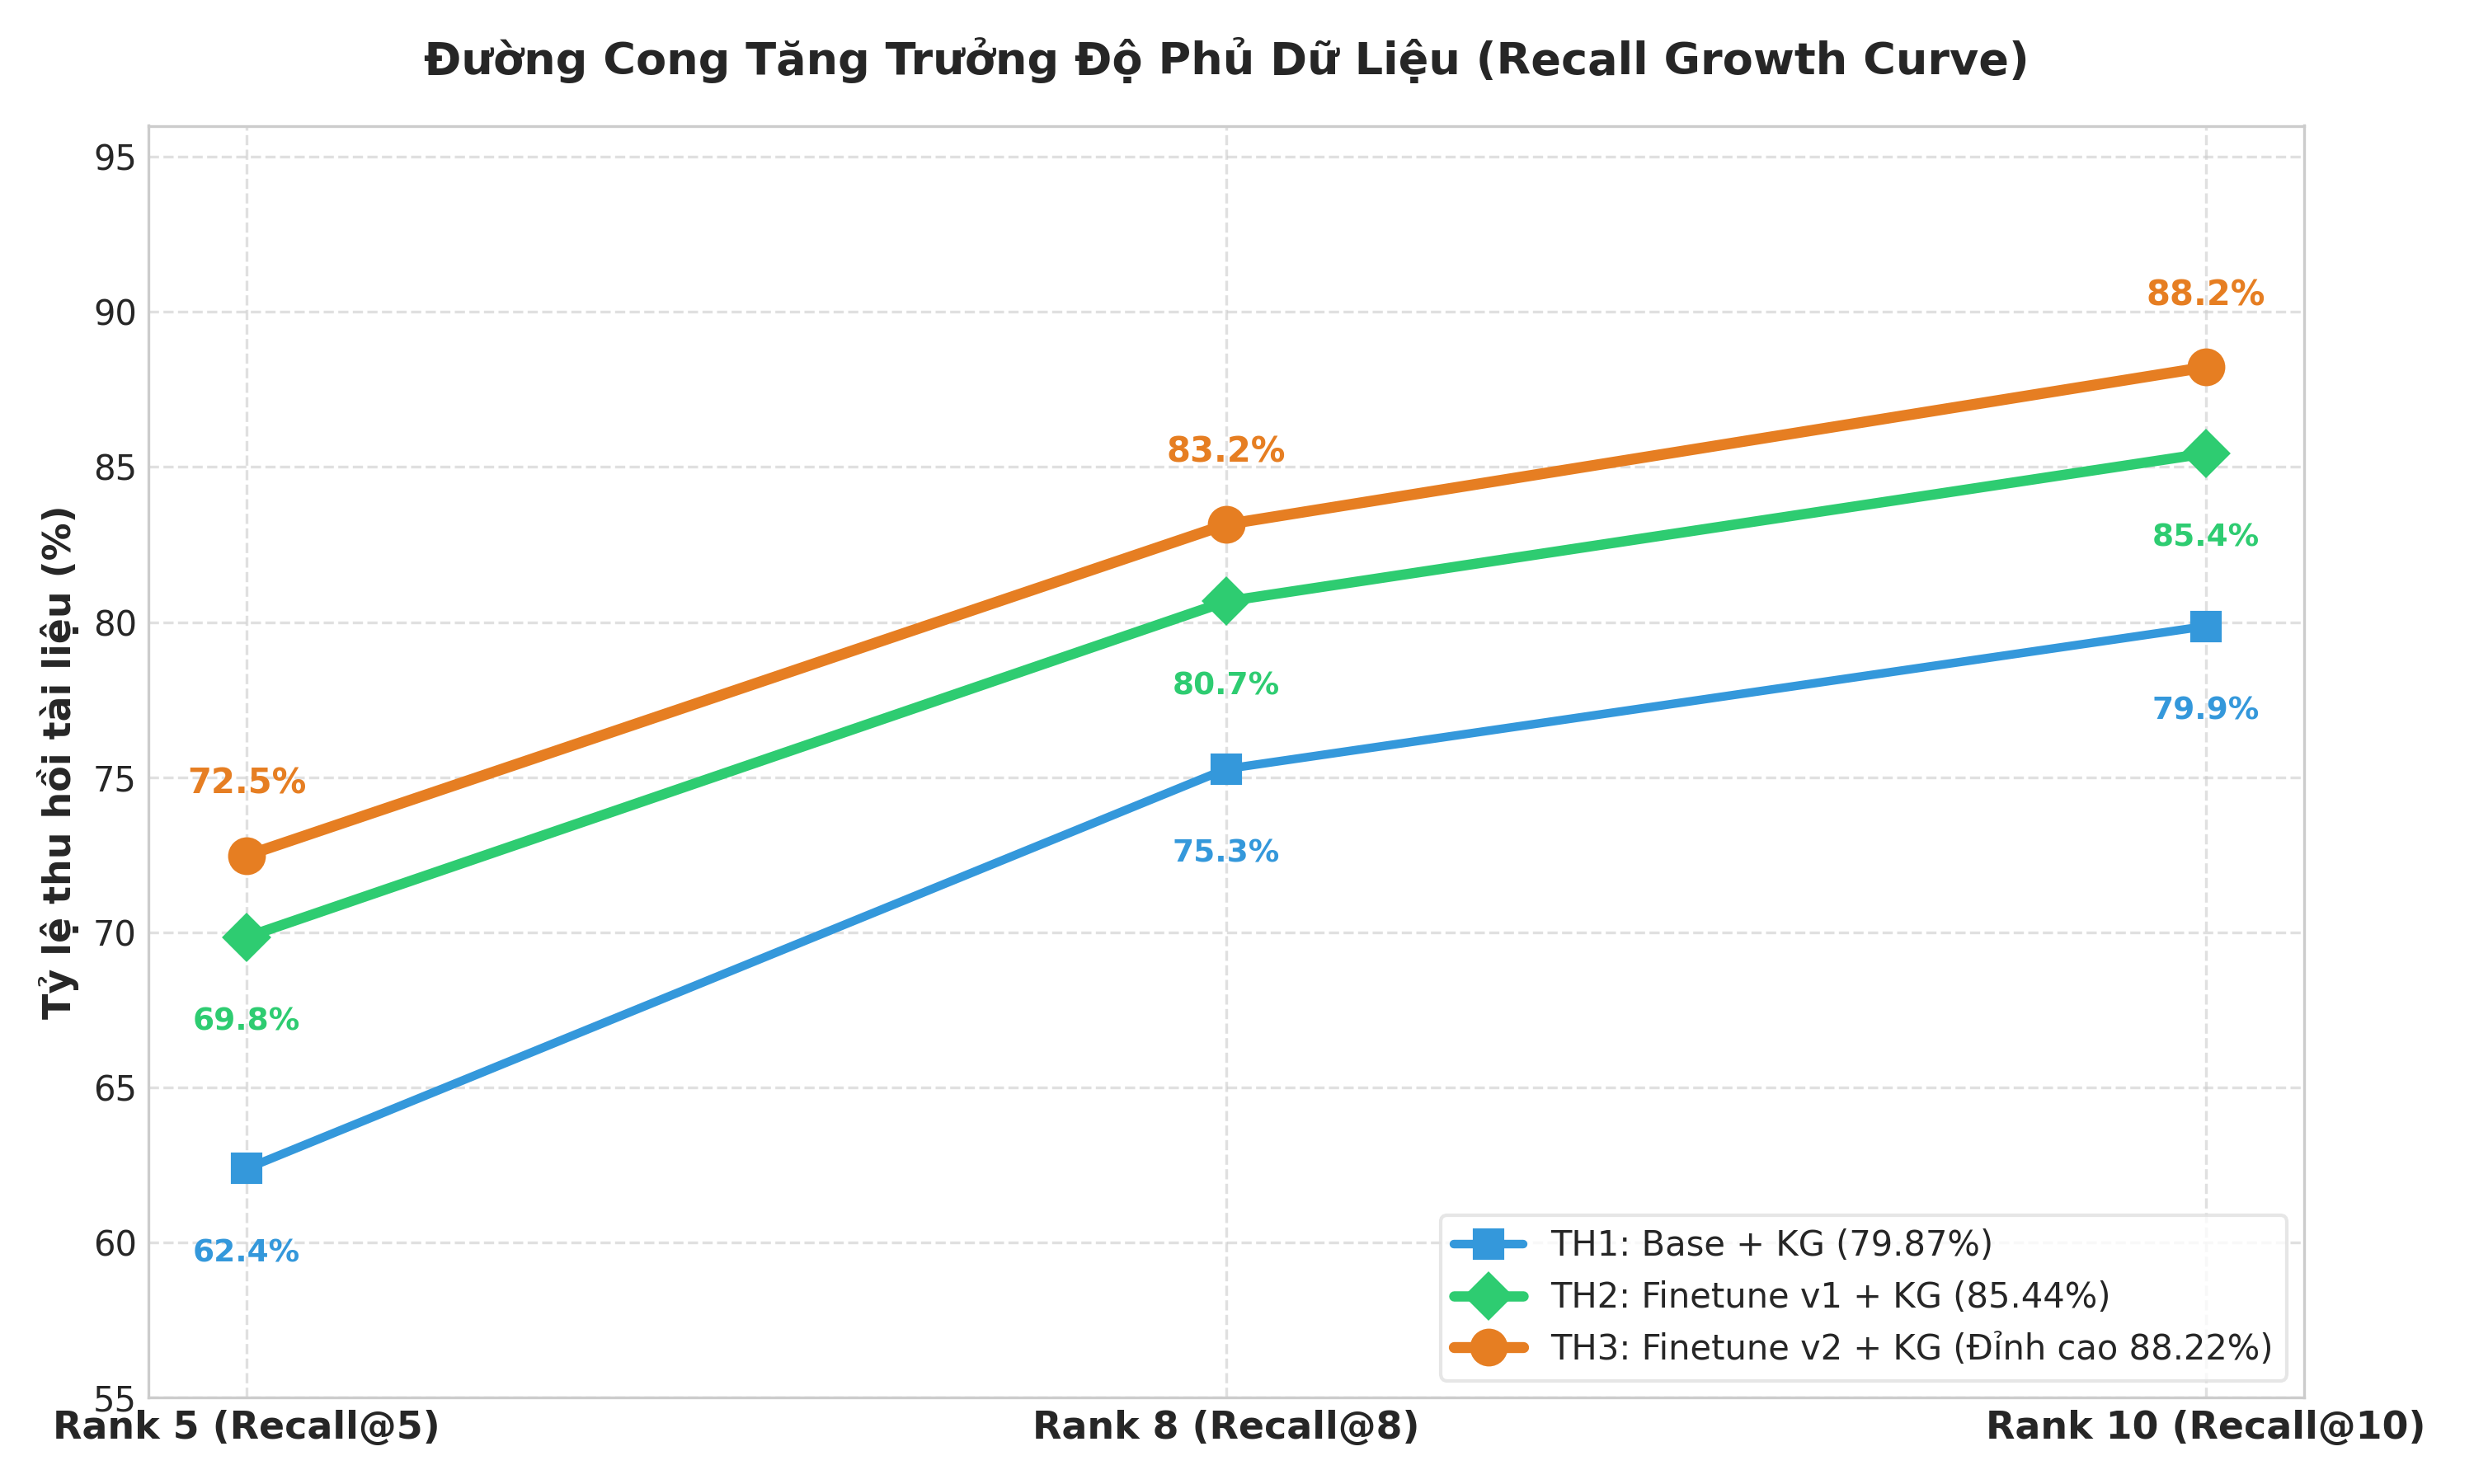 Đường Cong Tăng Trưởng Độ Phủ Dữ Liệu (Recall Growth Curve)
Tỷ lệ thu hồi tài liệu (%)
95
90
85
80
75
70
65
60
55
88.2%
83.2%
85.4%
80.7%
79.9%
72.5%
75.3%
69.8%
62.4%
TH1: Base + KG (79.87%)
TH2: Finetune v1 + KG (85.44%)
TH3: Finetune v2 + KG (Đỉnh cao 88.22%)
Rank 5 (Recall@5)
Rank 8 (Recall@8)
Rank 10 (Recall@10)